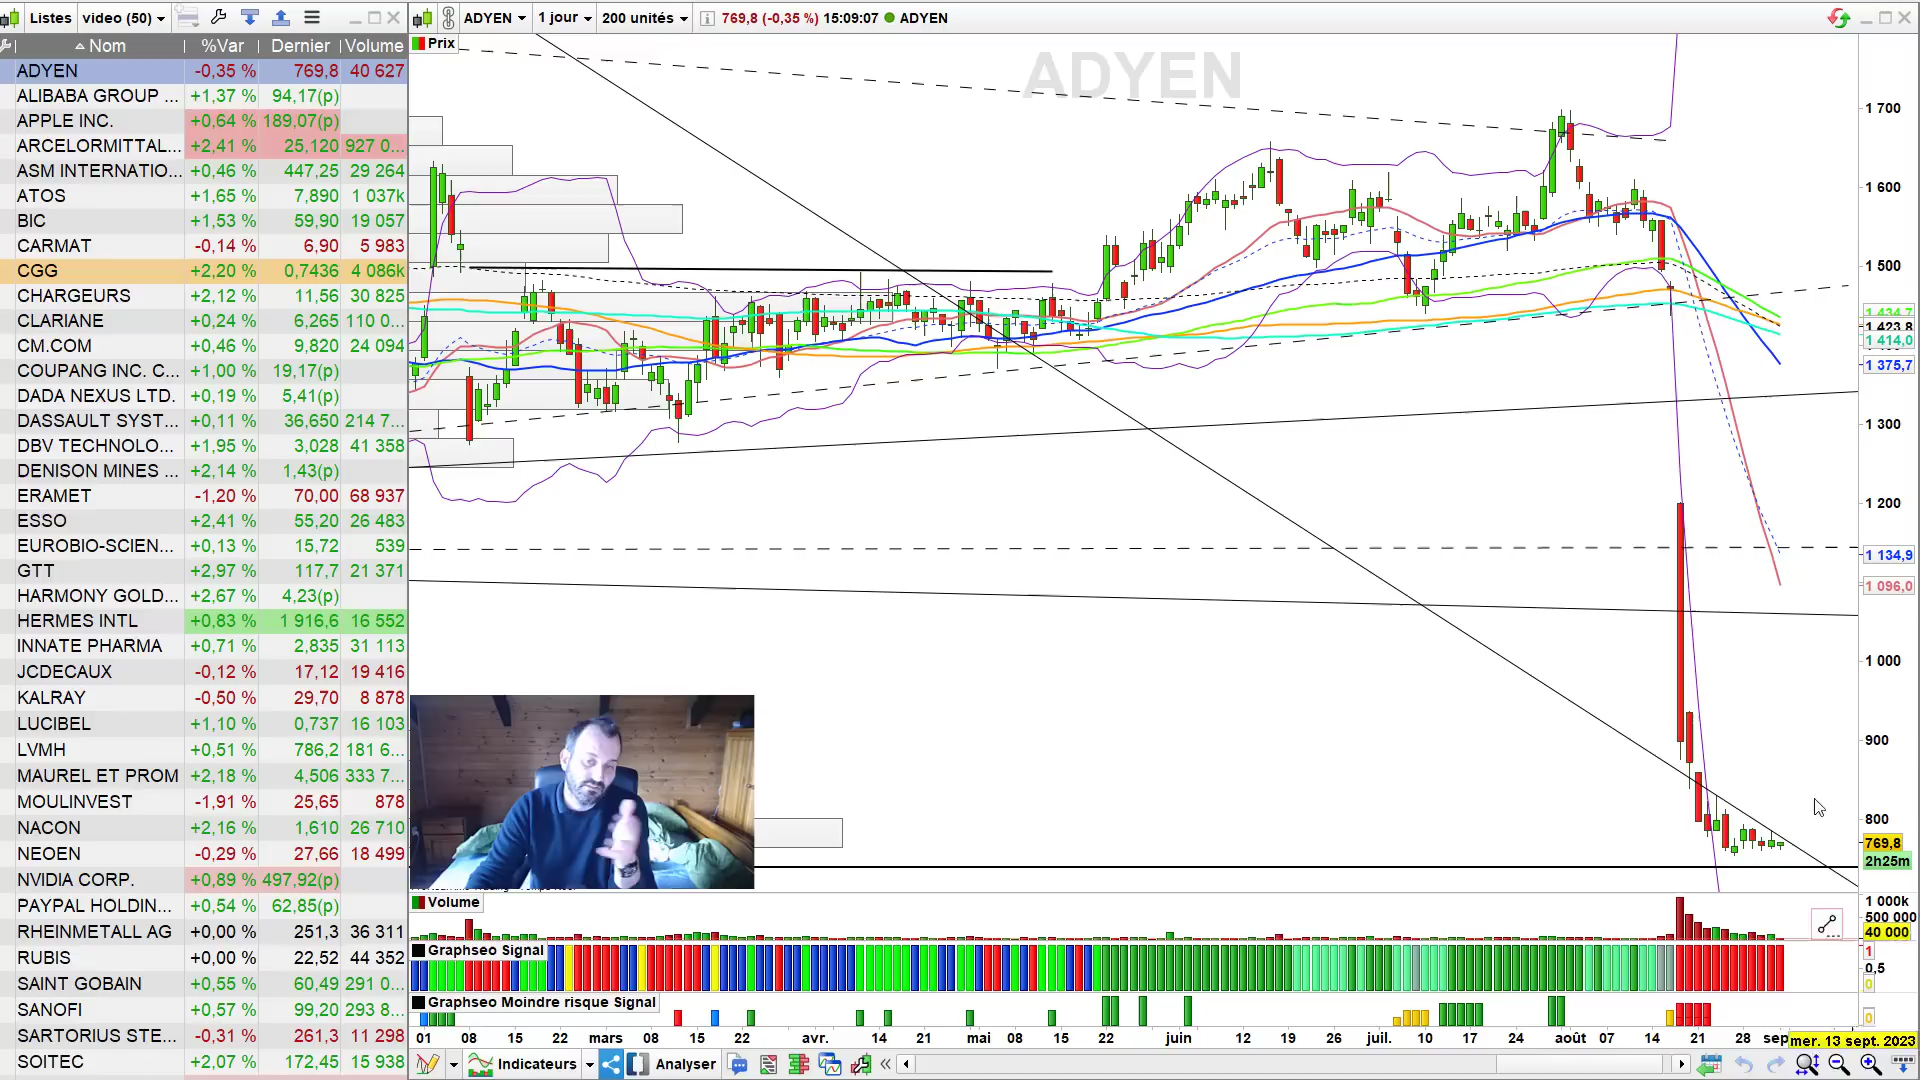 Listes video (50)
ADYEN 1 jour 200 unités 769,8 (-0,35 %) 15:09:07 ADYEN
Nom %Var Dernier Volume
ADYEN -0,35 % 769,8 40 627
ALIBABA GROUP ... +1,37 % 94,17(p)
APPLE INC. +0,64 % 189,07(p)
ARCELORMITTAL... +2,41 % 25,120 927 0...
ASM INTERNATIO... +0,46 % 447,25 29 264
ATOS +1,65 % 7,890 1 037k
BIC +1,53 % 59,90 19 057
CARMAT -0,14 % 6,90 5 983
CGG +2,20 % 0,7436 4 086k
CHARGEURS +2,12 % 11,56 30 825
CLARIANE +0,24 % 6,265 110 0...
CM.COM +0,46 % 9,820 24 094
COUPANG INC. C... +1,00 % 19,17(p)
DADA NEXUS LTD. +0,19 % 5,41(p)
DASSAULT SYST... +0,11 % 36,650 214 7...
DBV TECHNOLO... +1,95 % 3,028 41 358
DENISON MINES ... +2,14 % 1,43(p)
ERAMET -1,20 % 70,00 68 937
ESSO +2,41 % 55,20 26 483
EUROBIO-SCIEN... +0,13 % 15,72 539
GTT +2,97 % 117,7 21 371
HARMONY GOLD... +2,67 % 4,23(p)
HERMES INTL +0,83 % 1 916,6 16 552
INNATE PHARMA +0,71 % 2,835 31 113
JCDECAUX -0,12 % 17,12 19 416
KALRAY -0,50 % 29,70 8 878
LUCIBEL +1,10 % 0,737 16 103
LVMH +0,51 % 786,2 181 6...
MAUREL ET PROM +2,18 % 4,506 333 7...
MOULINVEST -1,91 % 25,65 878
NACON +2,16 % 1,610 26 710
NEOEN -0,29 % 27,66 18 499
NVIDIA CORP. +0,89 % 497,92(p)
PAYPAL HOLDIN... +0,54 % 62,85(p)
RHEINMETALL AG +0,00 % 251,3 36 311
RUBIS +0,00 % 22,52 44 352
SAINT GOBAIN +0,55 % 60,49 291 0...
SANOFI +0,57 % 99,20 293 8...
SARTORIUS STE... -0,31 % 261,3 11 298
SOITEC +2,07 % 172,45 15 938
Prix
ADYEN
1 700
1 600
1 500
1 434,7
1 423,8
1 414,0
1 375,7
1 300
1 200
1 134,9
1 096,0
1 000
900
800
769,8
2h25m
Volume
1 000k
500 000
40 000
Graphseo Signal
1
0,5
0
Graphseo Moindre risque Signal
0
01 08 15 22 mars 08 15 22 avr. 14 21 mai 08 15 22 juin 12 19 26 juil. 10 18 24 août 07 14 21 28 sep mer. 13 sept. 2023
Indicateurs Analyser